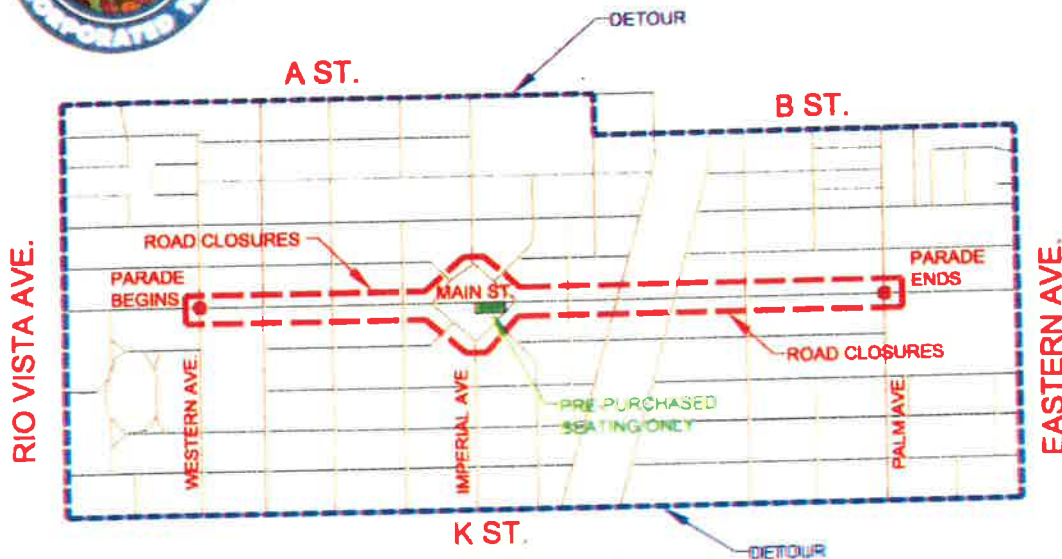 ORPORATED
DETOUR
A ST.
B ST.
ROAD CLOSURES
PARADE
BEGINS
MAIN ST.
PARADE
ENDS
RIO VISTA AVE.
EASTERN AVE.
ROAD CLOSURES
WESTERN AVE.
IMPERIAL AVE
PALM AVE.
PRE-PURCHASED
SEATING ONLY
K ST.
DETOUR